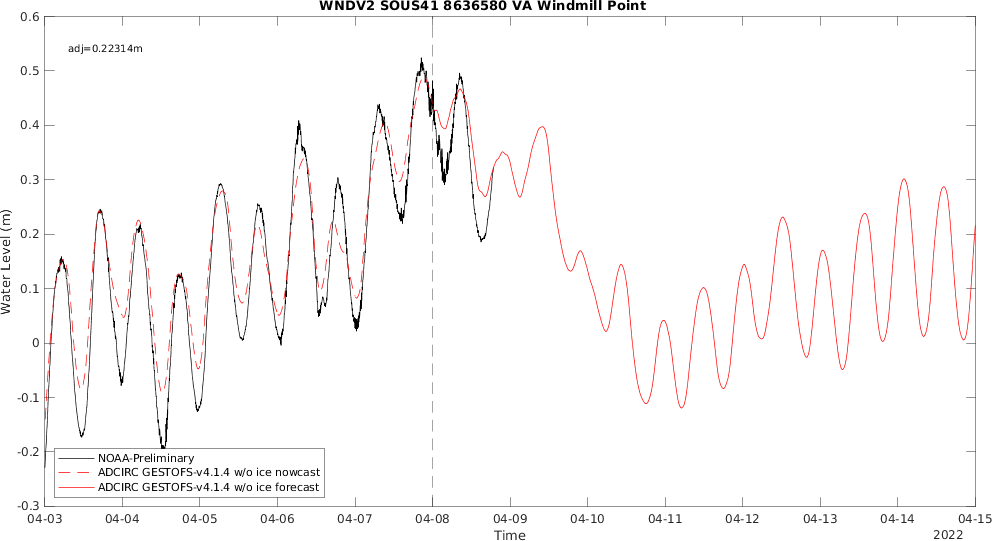 WNDV2 SOUS41 8636580 VA Windmill Point
adj=0.22314m
Water Level (m)
0.6
0.5
0.4
0.3
0.2
0.1
0
-0.1
-0.2
-0.3
NOAA-Preliminary
ADCIRC GESTOFS-v4.1.4 w/o ice nowcast
ADCIRC GESTOFS-v4.1.4 w/o ice forecast
04-03 04-04 04-05 04-06 04-07 04-08 04-09 04-10 04-11 04-12 04-13 04-14 04-15
Time
2022